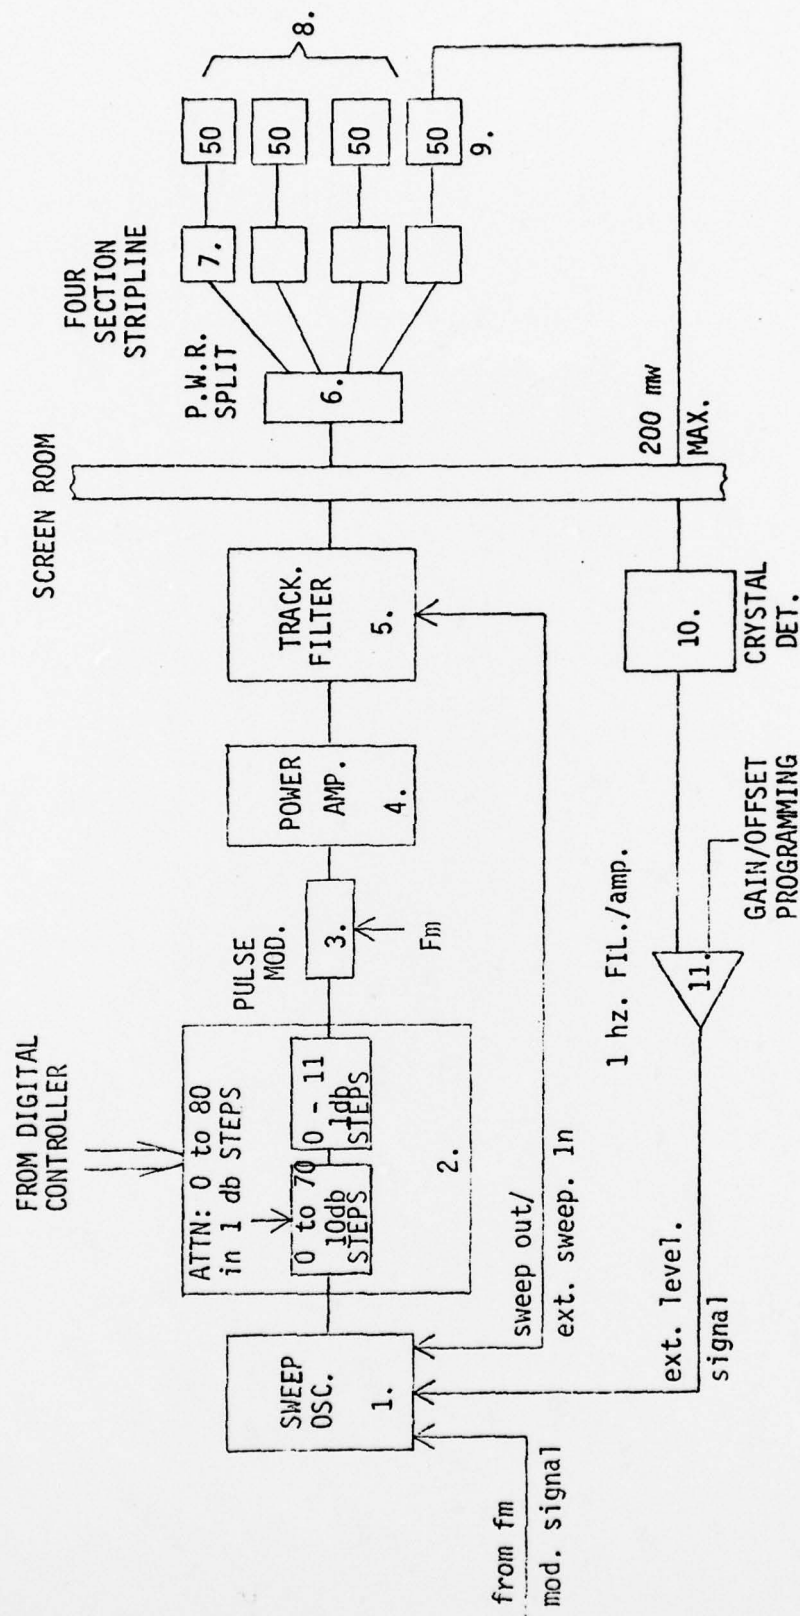 FROM DIGITAL
CONTROLLER
ATTN: 0 to 80
in 1 db STEPS
0 to 70
10db
STEPS
0 - 11
1db
STEPS
2.
SWEEP
OSC.
1.
PULSE
MOD.
3.
Fm
POWER
AMP.
4.
TRACK.
FILTER
5.
SCREEN ROOM
P.W.R.
SPLIT
6.
FOUR
SECTION
STRIPLINE
7.
50
50
50
50
8.
9.
200 mw
MAX.
10.
CRYSTAL
DET.
1 hz. FIL./amp.
11.
GAIN/OFFSET
PROGRAMMING
sweep out/
ext. sweep. In
ext. level.
signal
from fm
mod. signal